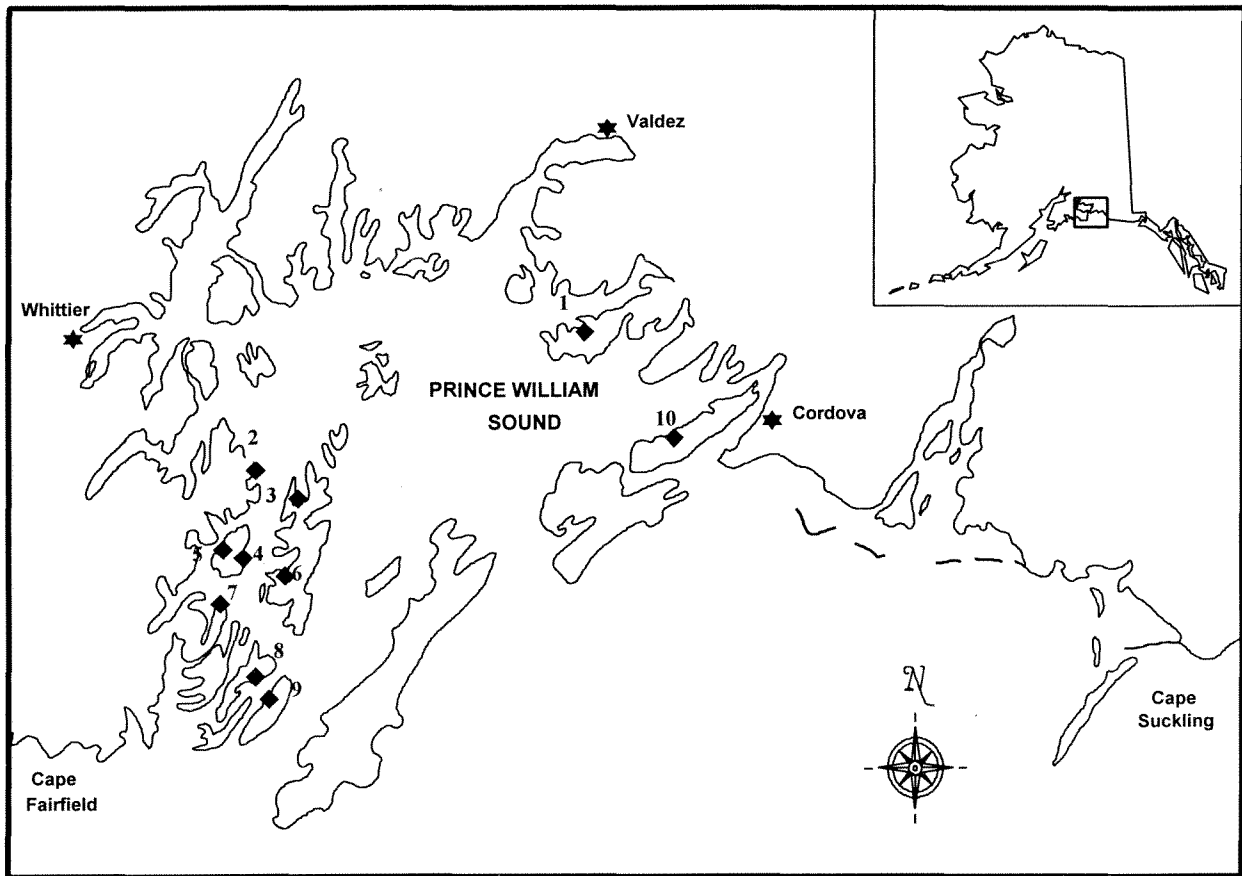 Valdez
Whittier
1
PRINCE WILLIAM
SOUND
Cordova
10
2
3
5
4
6
7
8
9
N
Cape
Suckling
Cape
Fairfield